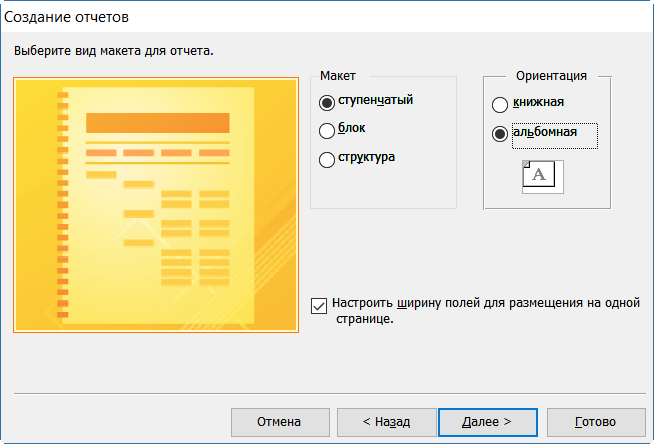 Создание отчетов
Выберите вид макета для отчета.
Макет
ступенчатый
блок
структура
Ориентация
книжная
альбомная
A
Настроить ширину полей для размещения на одной
странице.
Отмена
< Назад
Далее >
Готово